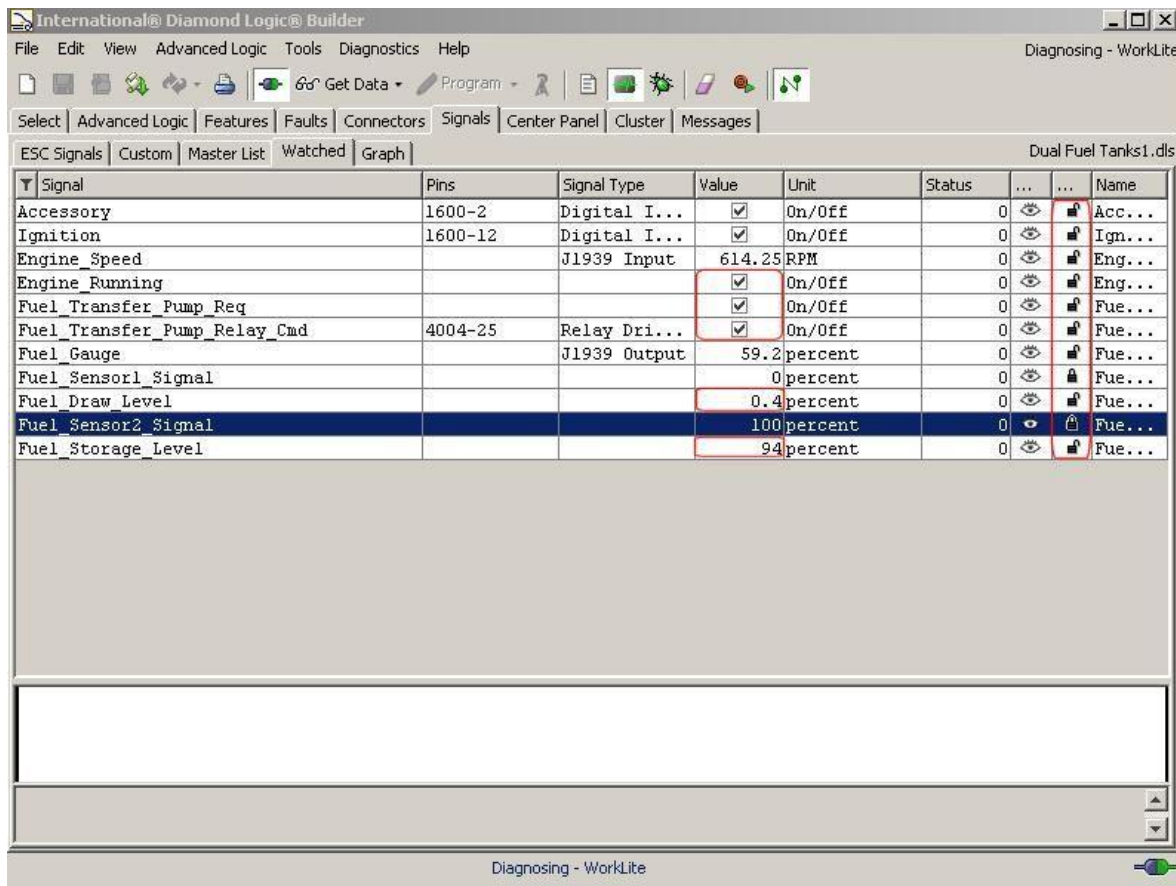 International® Diamond Logic® Builder
File Edit View Advanced Logic Tools Diagnostics Help Diagnosing - WorkLite
Get Data Program
Select Advanced Logic Features Faults Connectors Signals Center Panel Cluster Messages
ESC Signals Custom Master List Watched Graph Dual Fuel Tanks1.dls
Signal Pins Signal Type Value Unit Status ... ... Name
Accessory 1600-2 Digital I... On/Off 0 Acc...
Ignition 1600-12 Digital I... On/Off 0 Ign...
Engine_Speed J1939 Input 614.25 RPM 0 Eng...
Engine_Running On/Off 0 Eng...
Fuel_Transfer_Pump_Req On/Off 0 Fue...
Fuel_Transfer_Pump_Relay_Cmd 4004-25 Relay Dri... On/Off 0 Fue...
Fuel_Gauge J1939 Output 59.2 percent 0 Fue...
Fuel_Sensor1_Signal 0 percent 0 Fue...
Fuel_Draw_Level 0.4 percent 0 Fue...
Fuel_Sensor2_Signal 100 percent 0 Fue...
Fuel_Storage_Level 94 percent 0 Fue...
Diagnosing - WorkLite